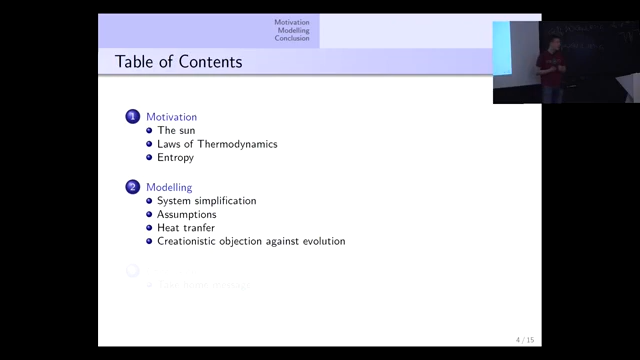 Motivation
Modelling
Conclusion
Table of Contents
1 Motivation
The sun
Laws of Thermodynamics
Entropy
2 Modelling
System simplification
Assumptions
Heat tranfer
Creationistic objection against evolution
4 / 15